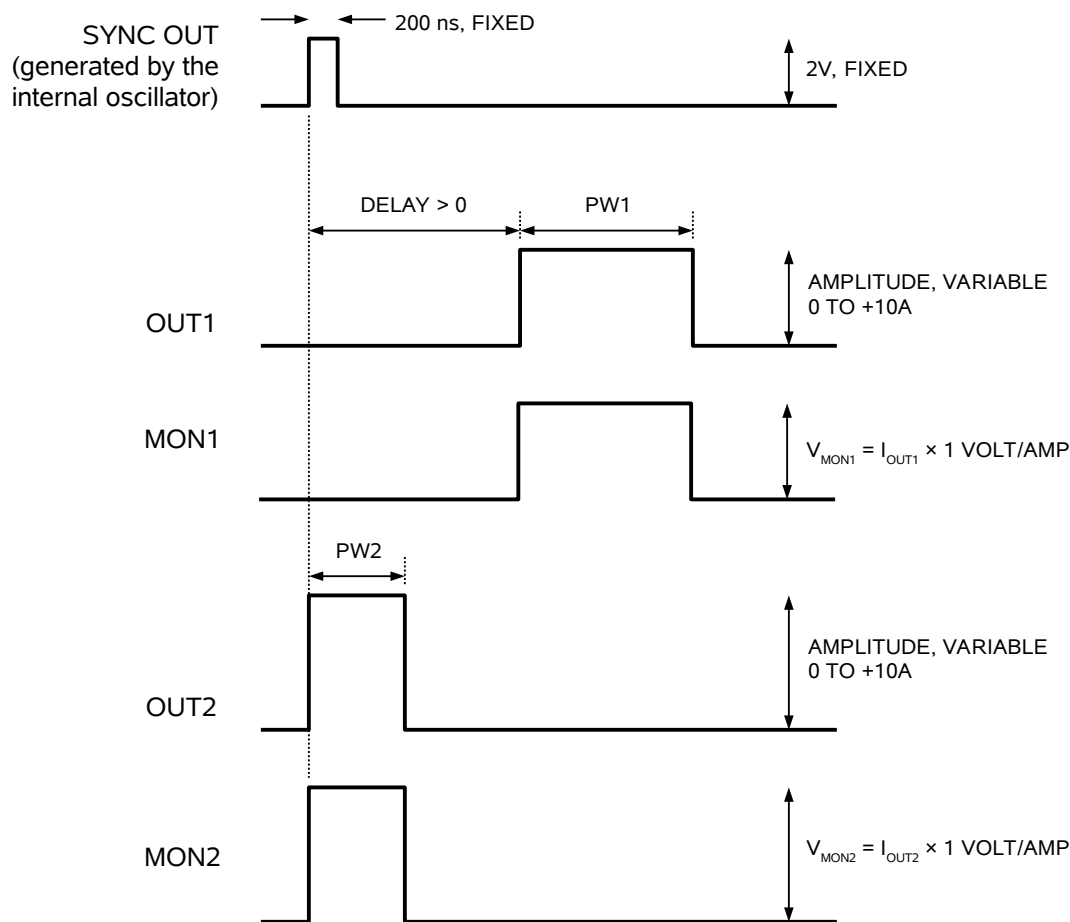 200 ns, FIXED
SYNC OUT
(generated by the
internal oscillator)
2V, FIXED
DELAY > 0
PW1
AMPLITUDE, VARIABLE
0 TO +10A
OUT1
MON1
V_MON1 = I_OUT1 × 1 VOLT/AMP
PW2
AMPLITUDE, VARIABLE
0 TO +10A
OUT2
MON2
V_MON2 = I_OUT2 × 1 VOLT/AMP